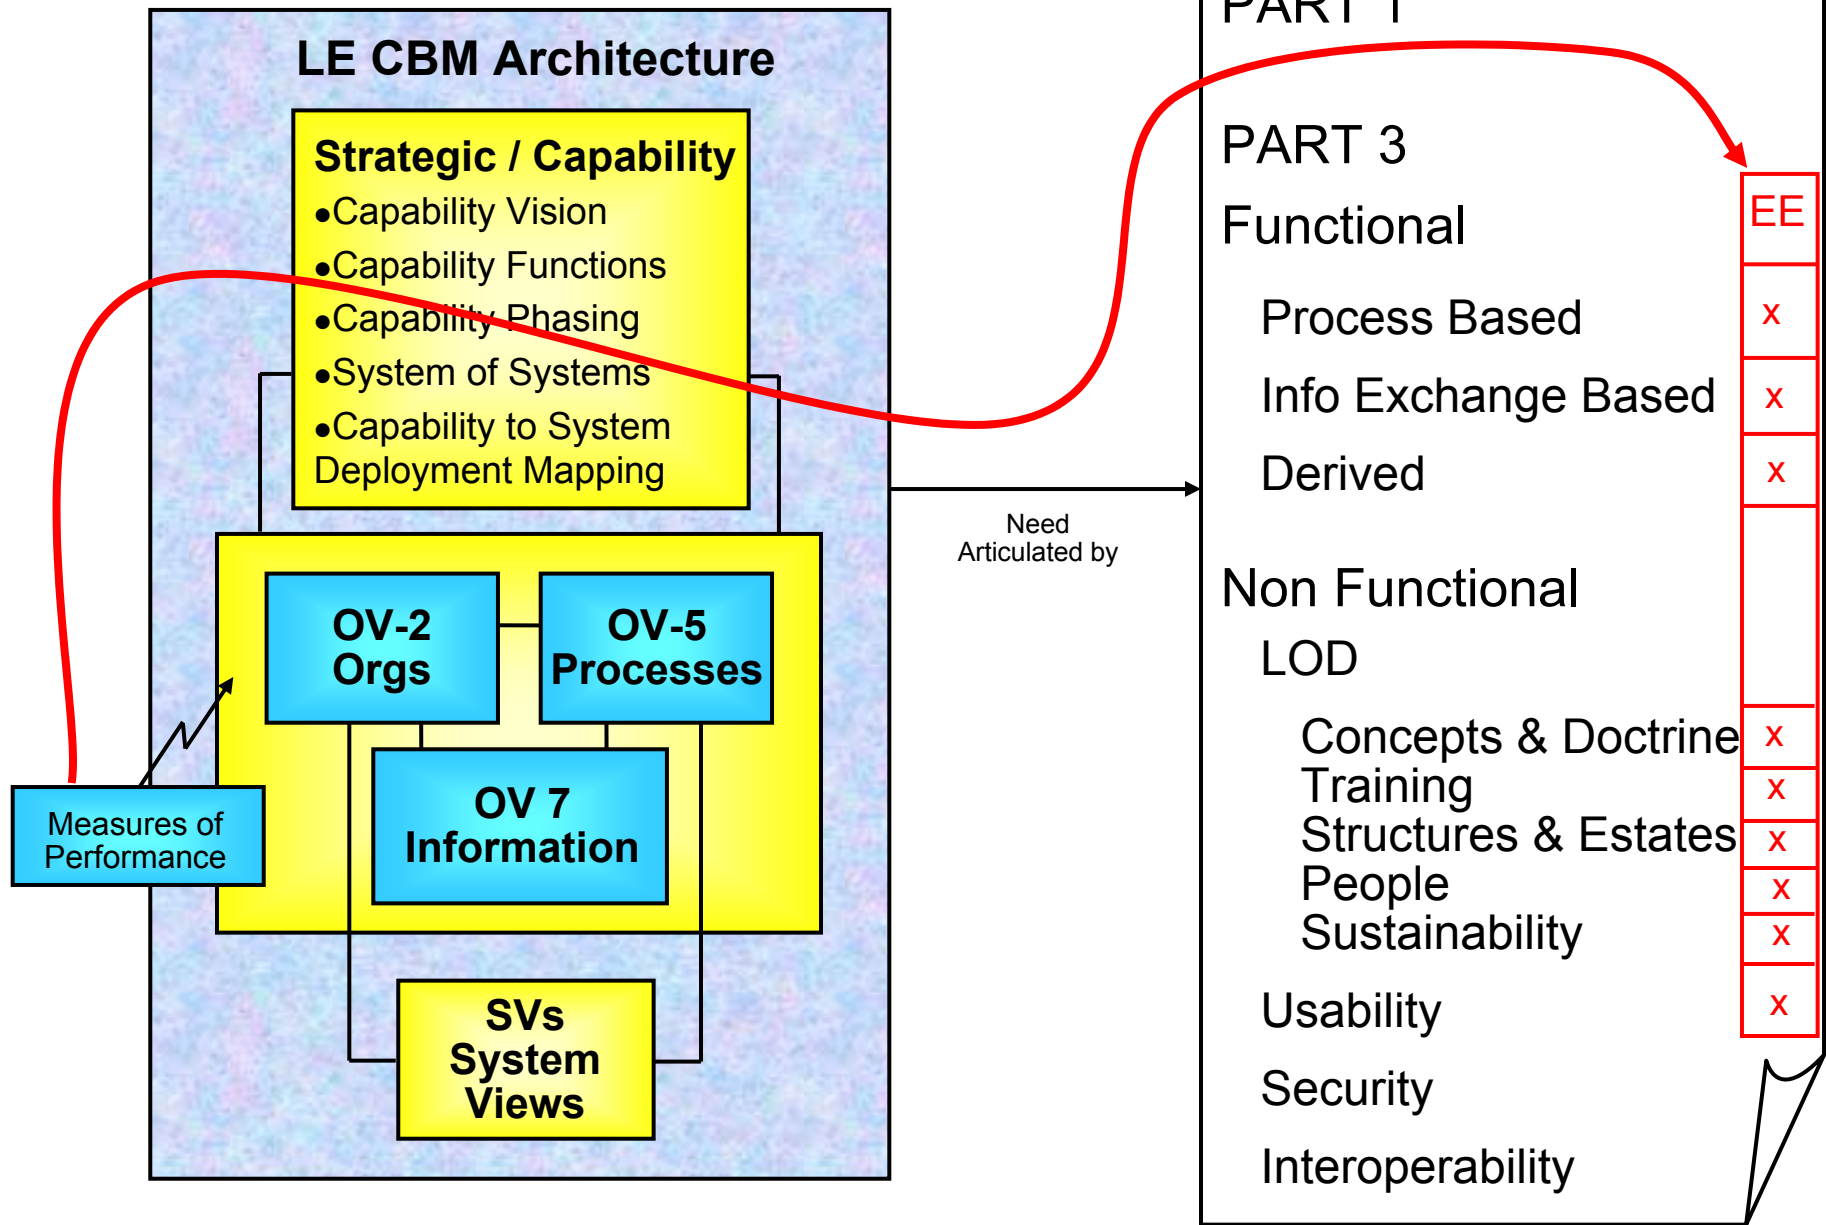 LE CBM Architecture
Strategic / Capability
●Capability Vision
●Capability Functions
●Capability Phasing
●System of Systems
●Capability to System
Deployment Mapping
OV-2
Orgs
OV-5
Processes
OV 7
Information
Measures of
Performance
SVs
System
Views
Need
Articulated by
PART 1
PART 3
Functional
EE
Process Based
x
Info Exchange Based
x
Derived
x
Non Functional
LOD
Concepts & Doctrine
x
Training
x
Structures & Estates
x
People
x
Sustainability
x
Usability
x
Security
Interoperability